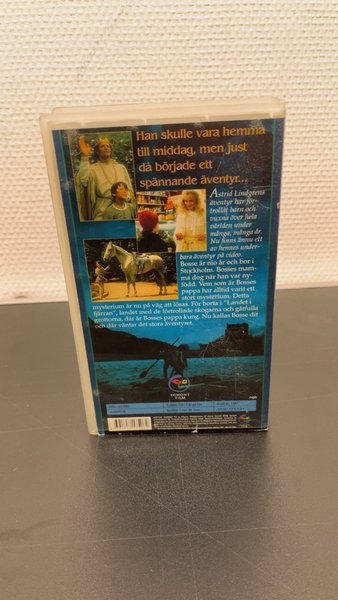 Han skulle vara hemma
till middag, men just
då började ett
spännande äventyr...
Astrid Lindgrens
äventyr har för-
trollat barn och
vuxna över hela
världen under
många, många år.
Nu finns ännu ett
av hennes under-
bara äventyr på video.
Bosse är nio år och bor i
Stockholm. Bosses mam-
ma dog när han var ny-
född. Vem som är Bosses
pappa har alltid varit ett
stort mysterium. Detta
mysterium är nu på väg att lösas. För borta i "Landet i
fjärran", landet med de förtrollade skogarna och gåtfulla
grottorna, där är Bosses pappa kung. Nu kallas Bosse dit
och där väntar det stora äventyret.
EGMONT
FILM